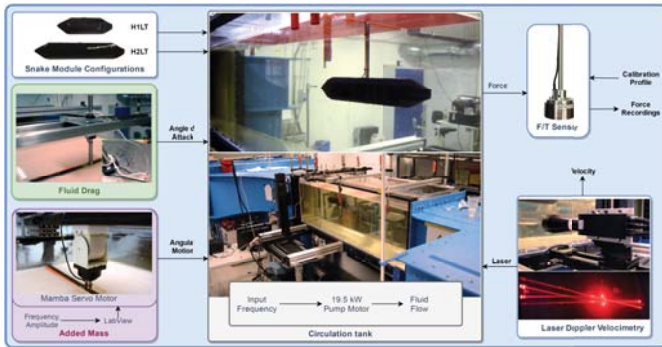 H1LT
H2LT
Snake Module Configurations
Angle of
Attack
Fluid Drag
Angular
Motion
Mamba Servo Motor
Frequency
Amplitude
LabView
Added Mass
Input
Frequency
19.5 kW
Pump Motor
Fluid
Flow
Circulation tank
Force
Calibration
Profile
Force
Recordings
F/T Sensor
Velocity
Laser
Laser Doppler Velocimetry